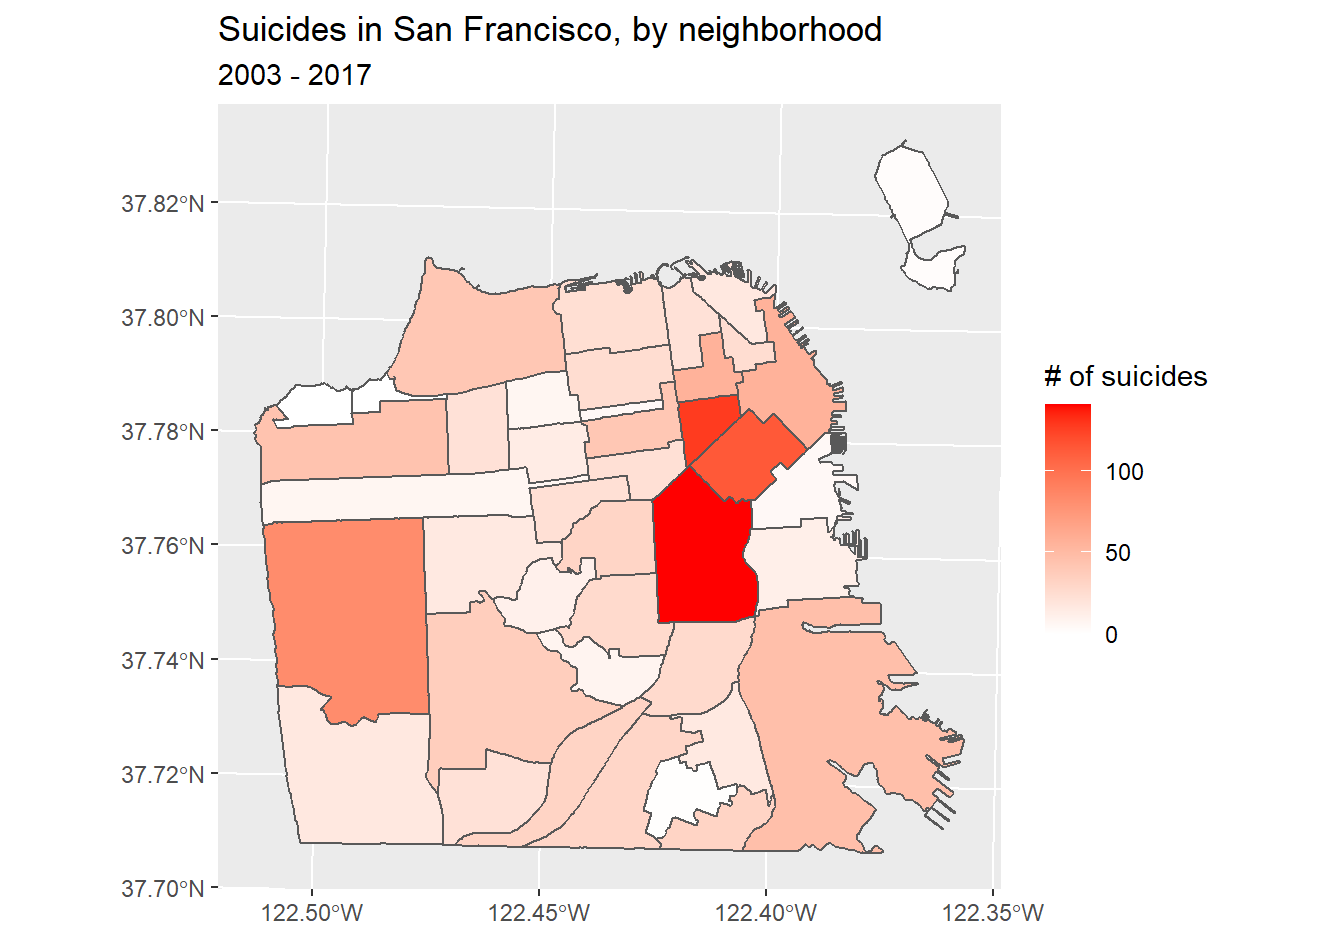 Suicides in San Francisco, by neighborhood
2003 - 2017
37.82°N
37.80°N
37.78°N
37.76°N
37.74°N
37.72°N
37.70°N
122.50°W
122.45°W
122.40°W
122.35°W
# of suicides
100
50
0